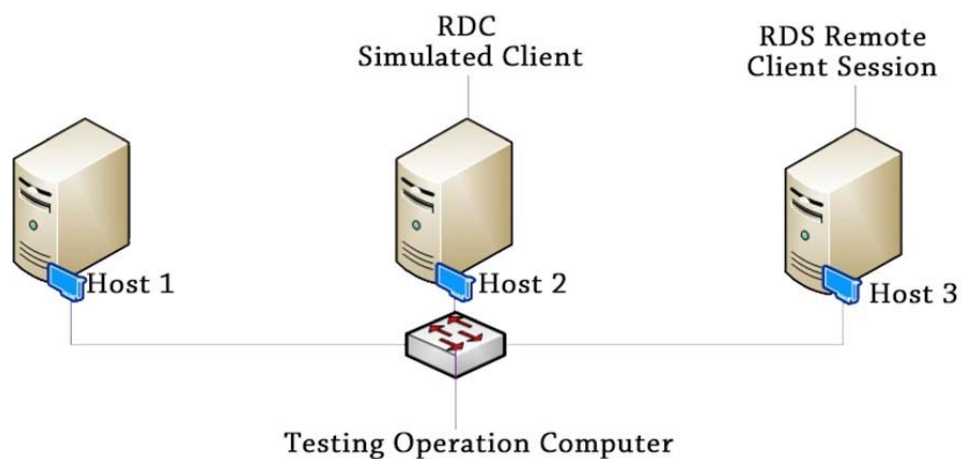 RDC
Simulated Client
RDS Remote
Client Session
Host 1
Host 2
Host 3
Testing Operation Computer